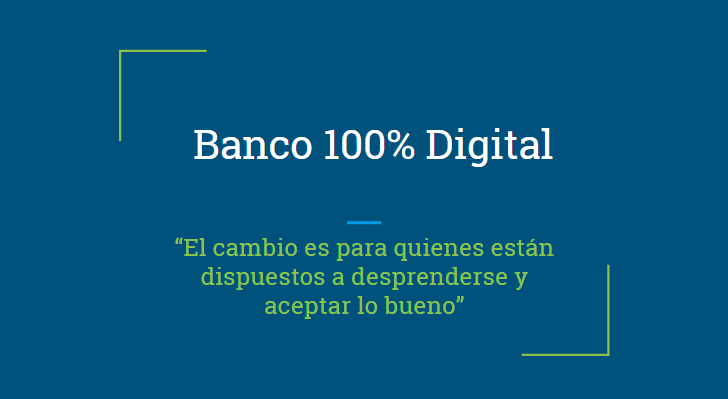 Banco 100% Digital
“El cambio es para quienes están
dispuestos a desprenderse y
aceptar lo bueno”